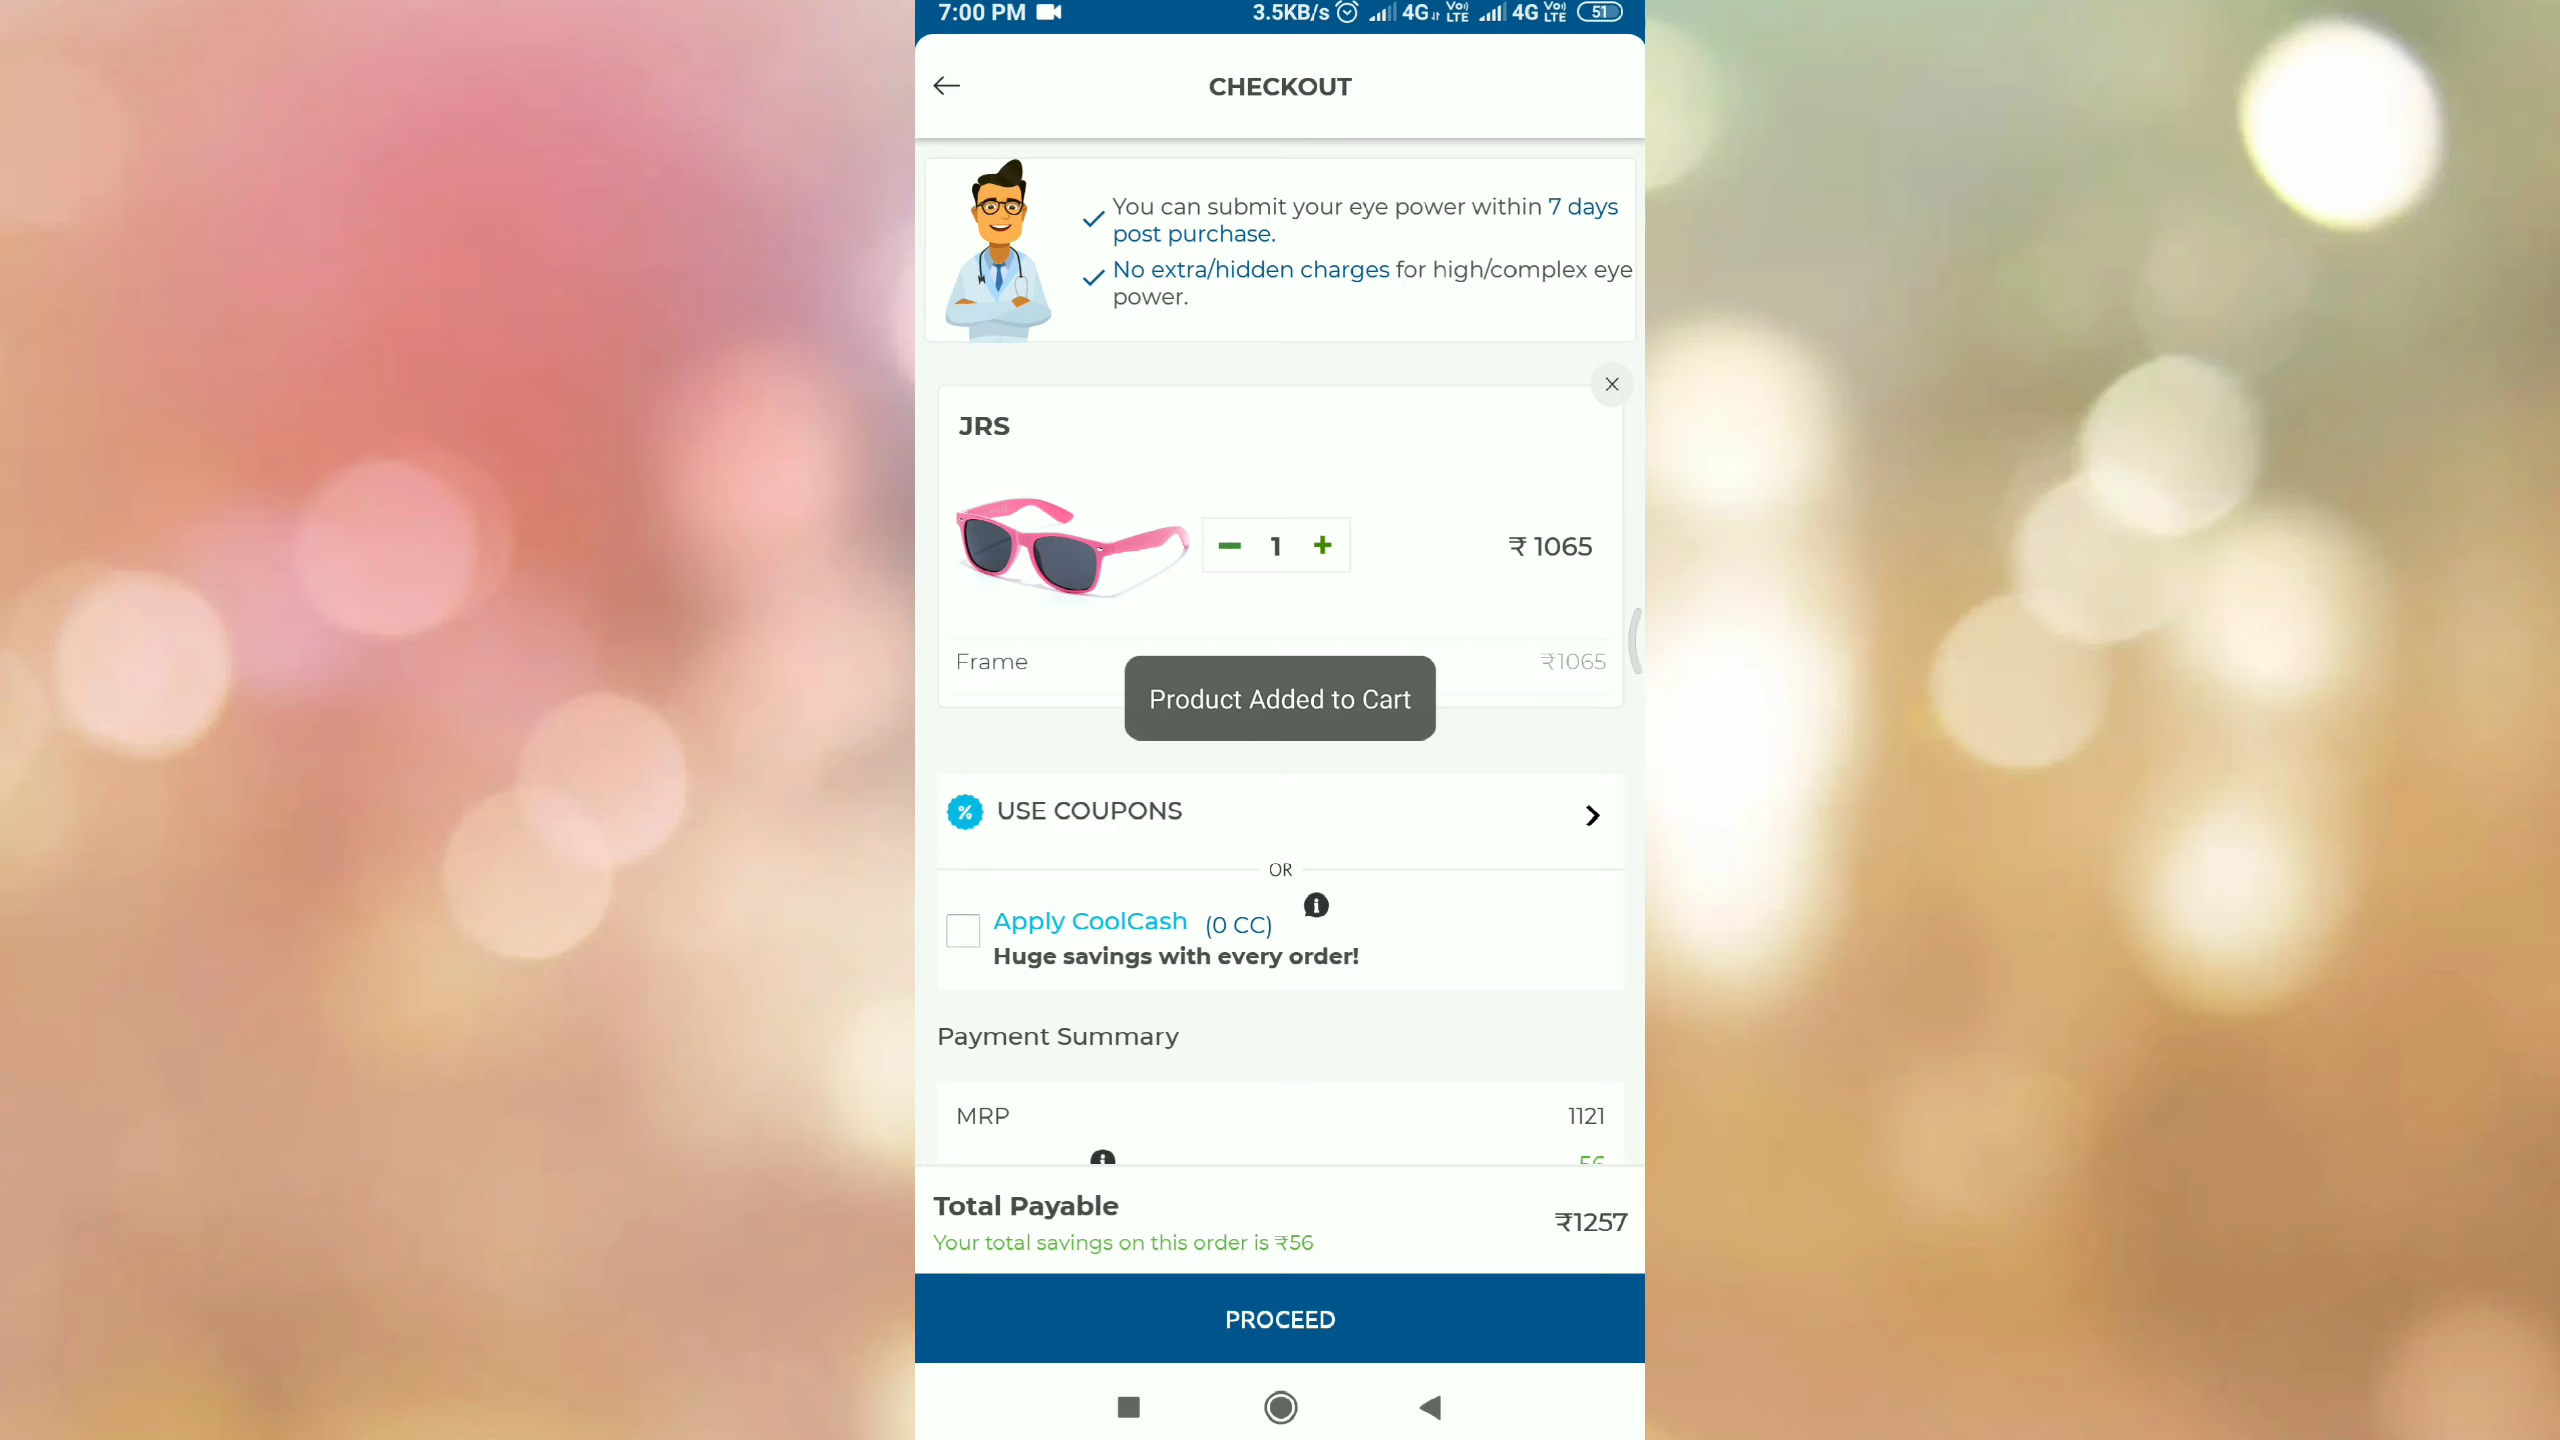 7:00 PM 3.5KB/s 4G Vo) LTE 4G Vo) LTE 51
CHECKOUT
You can submit your eye power within 7 days
post purchase.
No extra/hidden charges for high/complex eye
power.
JRS
1
₹ 1065
Frame ₹1065
Product Added to Cart
% USE COUPONS
OR
Apply CoolCash (0 CC)
Huge savings with every order!
Payment Summary
MRP 1121
56
Total Payable
₹1257
Your total savings on this order is ₹56
PROCEED